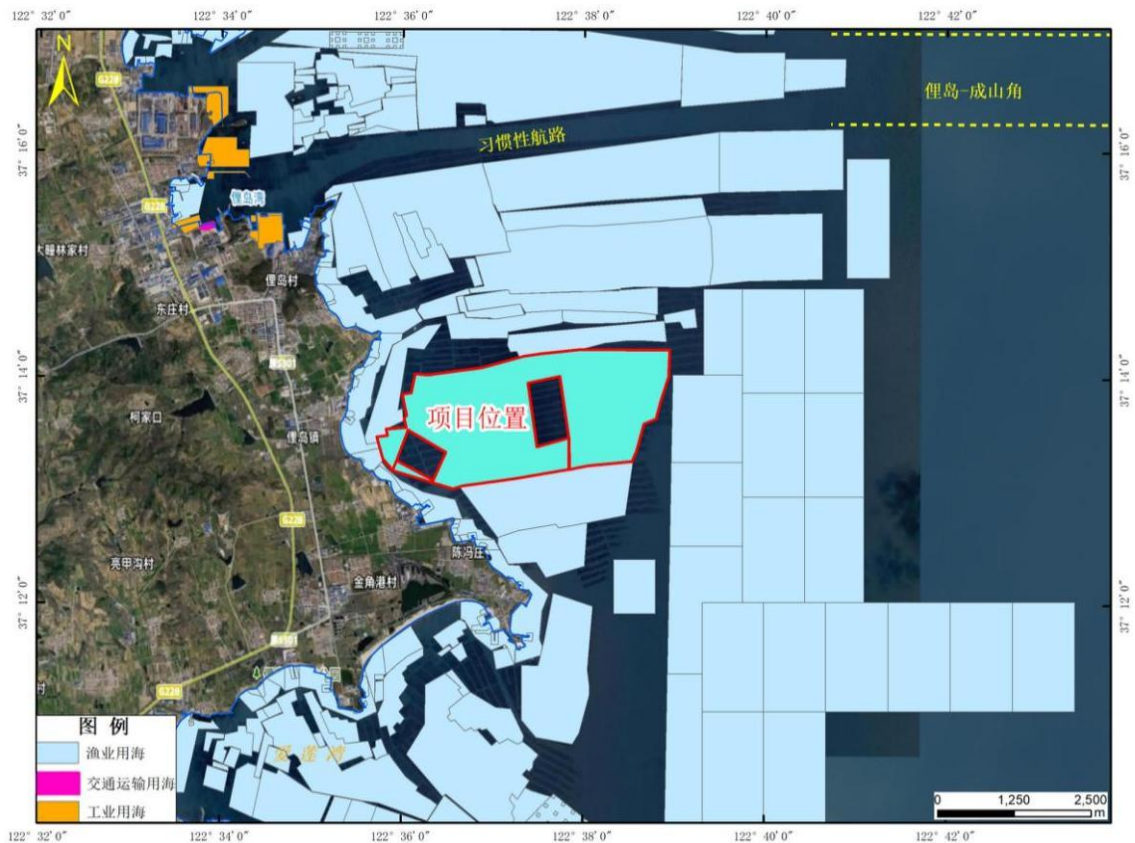 122° 32′ 0″
122° 34′ 0″
122° 36′ 0″
122° 38′ 0″
122° 40′ 0″
122° 42′ 0″
N
G228
俚岛-成山角
习惯性航路
37° 16′ 0″
37° 16′ 0″
俚岛湾
G228
俚岛村
东庄村
37° 14′ 0″
37° 14′ 0″
柯家口
项目位置
俚岛镇
G228
亮甲沟村
陈冯庄
金角港村
37° 12′ 0″
37° 12′ 0″
G228
村
图 例
渔业用海
交通运输用海
工业用海
0 1,250 2,500
m
122° 32′ 0″
122° 34′ 0″
122° 36′ 0″
122° 38′ 0″
122° 40′ 0″
122° 42′ 0″